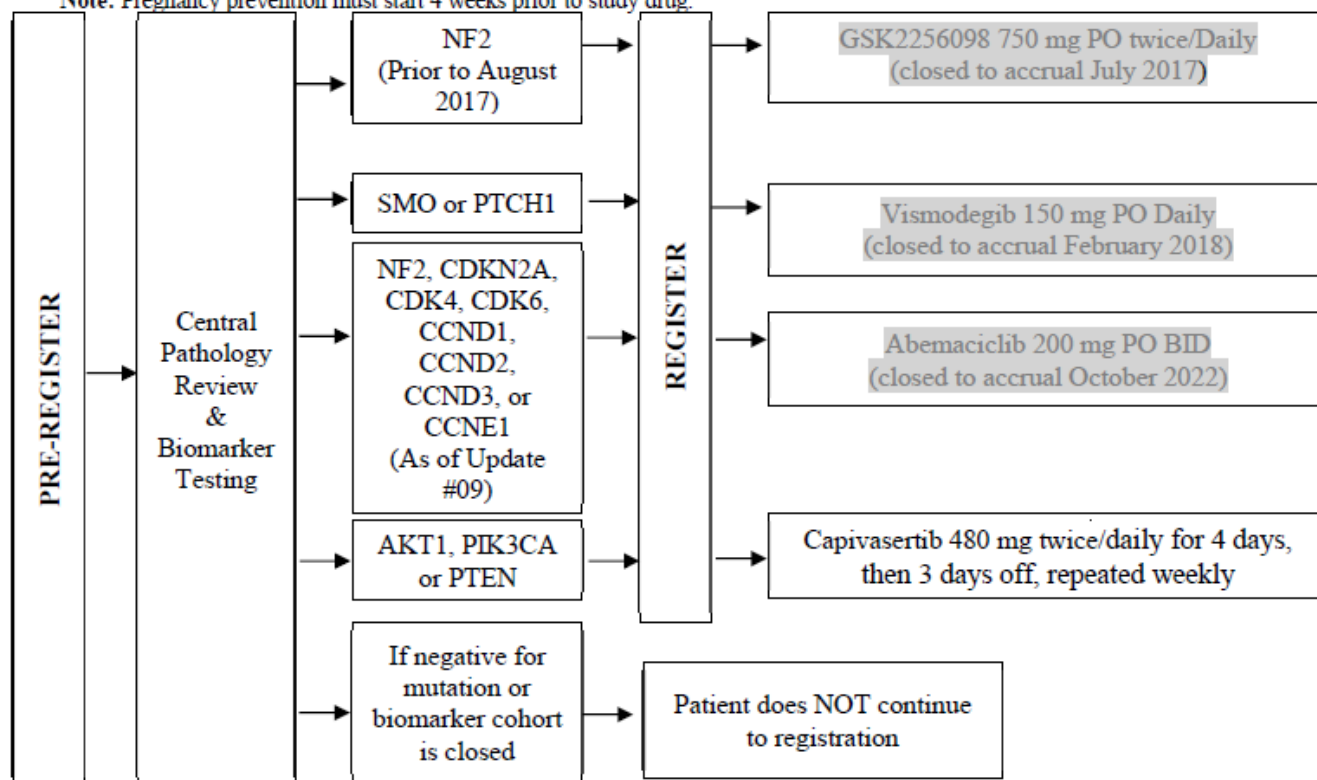 Note: Pregnancy prevention must start 4 weeks prior to study drug.
PRE-REGISTER
Central
Pathology
Review
&
Biomarker
Testing
NF2
(Prior to August
2017)
SMO or PTCH1
NF2, CDKN2A,
CDK4, CDK6,
CCND1,
CCND2,
CCND3, or
CCNE1
(As of Update
#09)
AKT1, PIK3CA
or PTEN
If negative for
mutation or
biomarker cohort
is closed
REGISTER
GSK2256098 750 mg PO twice/Daily
(closed to accrual July 2017)
Vismodegib 150 mg PO Daily
(closed to accrual February 2018)
Abemaciclib 200 mg PO BID
(closed to accrual October 2022)
Capivasertib 480 mg twice/daily for 4 days,
then 3 days off, repeated weekly
Patient does NOT continue
to registration